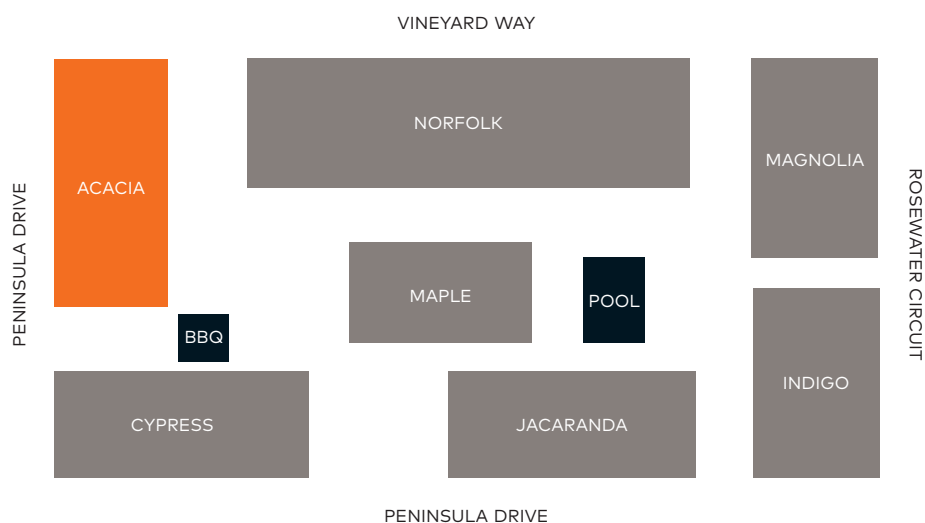 VINEYARD WAY
NORFOLK
MAGNOLIA
ACACIA
PENINSULA DRIVE
ROSEWATER CIRCUIT
MAPLE
POOL
BBQ
INDIGO
CYPRESS
JACARANDA
PENINSULA DRIVE